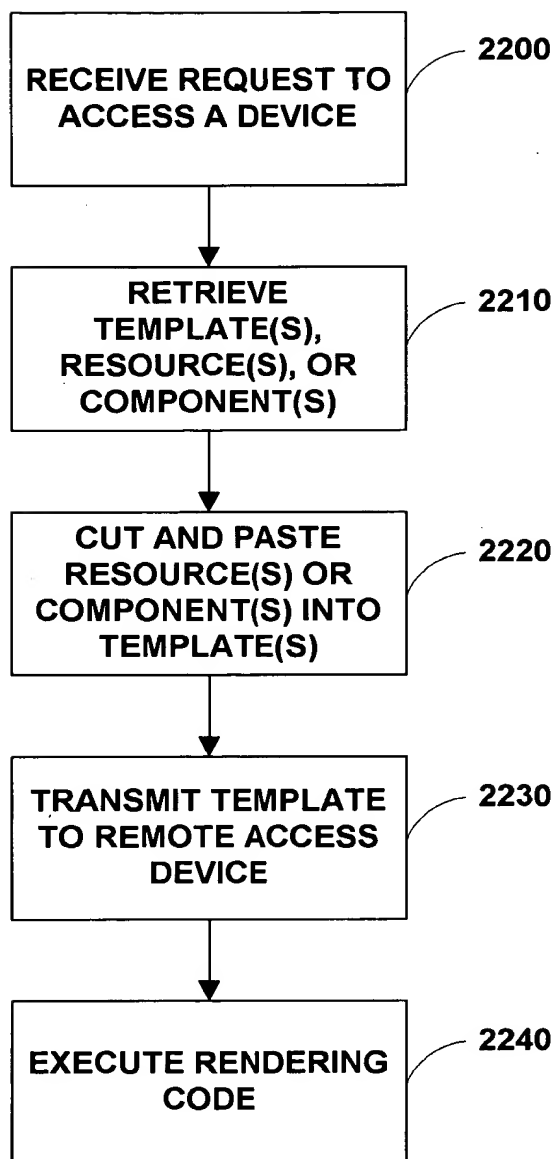 RECEIVE REQUEST TO
ACCESS A DEVICE
2200
RETRIEVE
TEMPLATE(S),
RESOURCE(S), OR
COMPONENT(S)
2210
CUT AND PASTE
RESOURCE(S) OR
COMPONENT(S) INTO
TEMPLATE(S)
2220
TRANSMIT TEMPLATE
TO REMOTE ACCESS
DEVICE
2230
EXECUTE RENDERING
CODE
2240